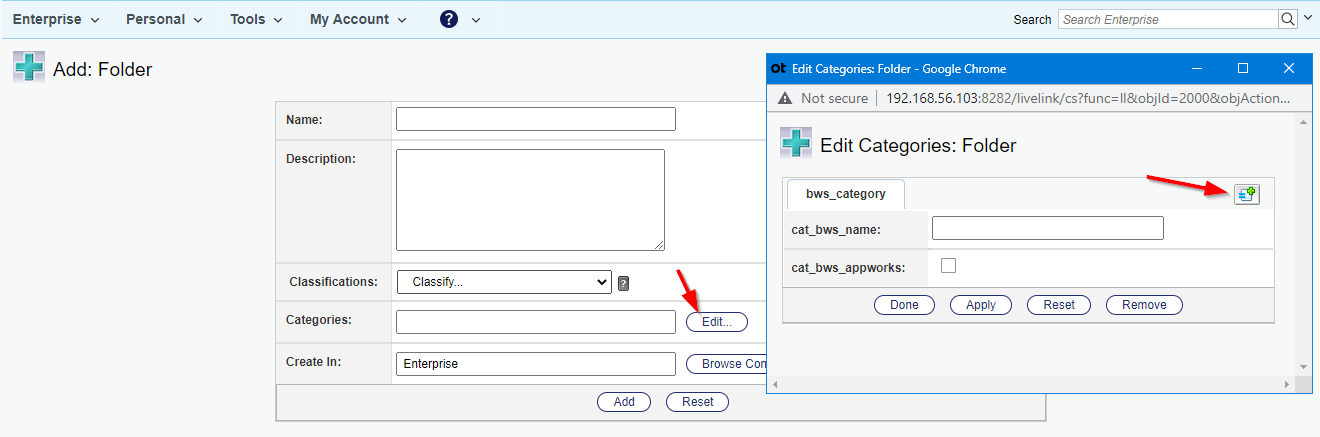 Enterprise Personal Tools My Account ? Search Search Enterprise
Add: Folder
Name:
Description:
Classifications: Classify... ?
Categories: Edit...
Create In: Enterprise Browse Con
Add Reset
ot Edit Categories: Folder - Google Chrome
Not secure 192.168.56.103:8282/livelink/cs?func=ll&objId=2000&objAction...
Edit Categories: Folder
bws_category
cat_bws_name:
cat_bws_appworks:
Done Apply Reset Remove